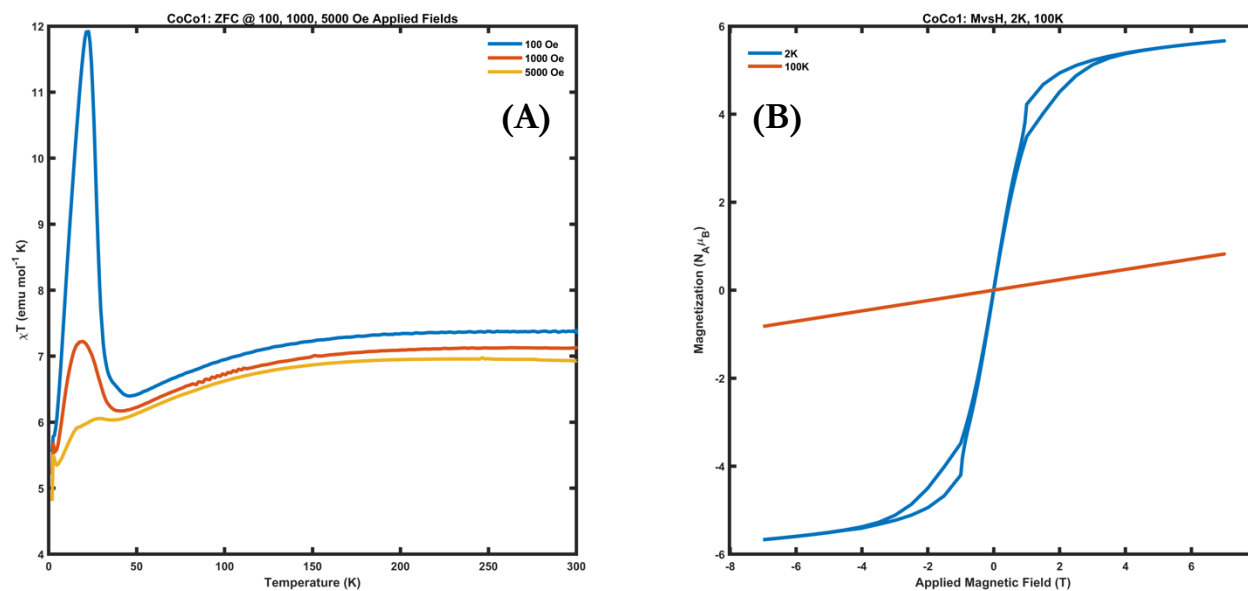 CoCo1: ZFC @ 100, 1000, 5000 Oe Applied Fields
12
11
10
9
8
7
6
5
4
χT (emu mol⁻¹ K)
100 Oe
1000 Oe
5000 Oe
(A)
0 50 100 150 200 250 300
Temperature (K)
CoCo1: MvsH, 2K, 100K
6
4
2
0
-2
-4
-6
Magnetization (N_Aμ_B)
2K
100K
(B)
-8 -6 -4 -2 0 2 4 6
Applied Magnetic Field (T)